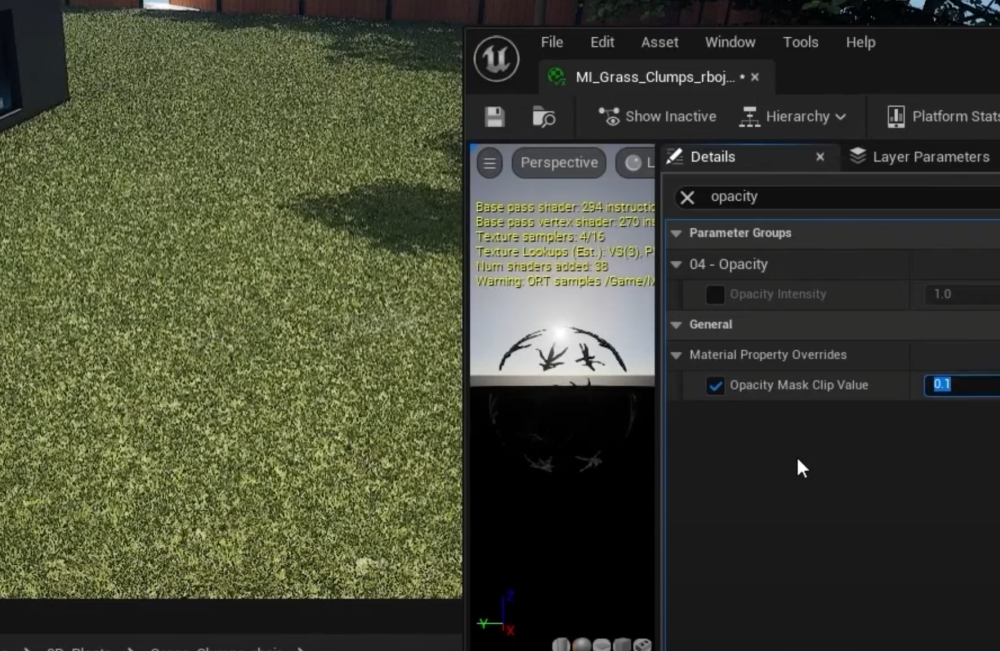 File Edit Asset Window Tools Help
MI_Grass_Clumps_rboj... •
Show Inactive Hierarchy Platform Stats
Details Layer Parameters
Perspective L
opacity
Base pass shader: 294 instructio
Base pass vertex shader: 270 ins
Texture samplers: 4/16
Texture Lookups (Est.): VS(3), P
Num shaders added: 38
Warning: ORT samples /Game/M
Parameter Groups
04 - Opacity
Opacity Intensity 1.0
General
Material Property Overrides
Opacity Mask Clip Value 0.1
Z
Y
X